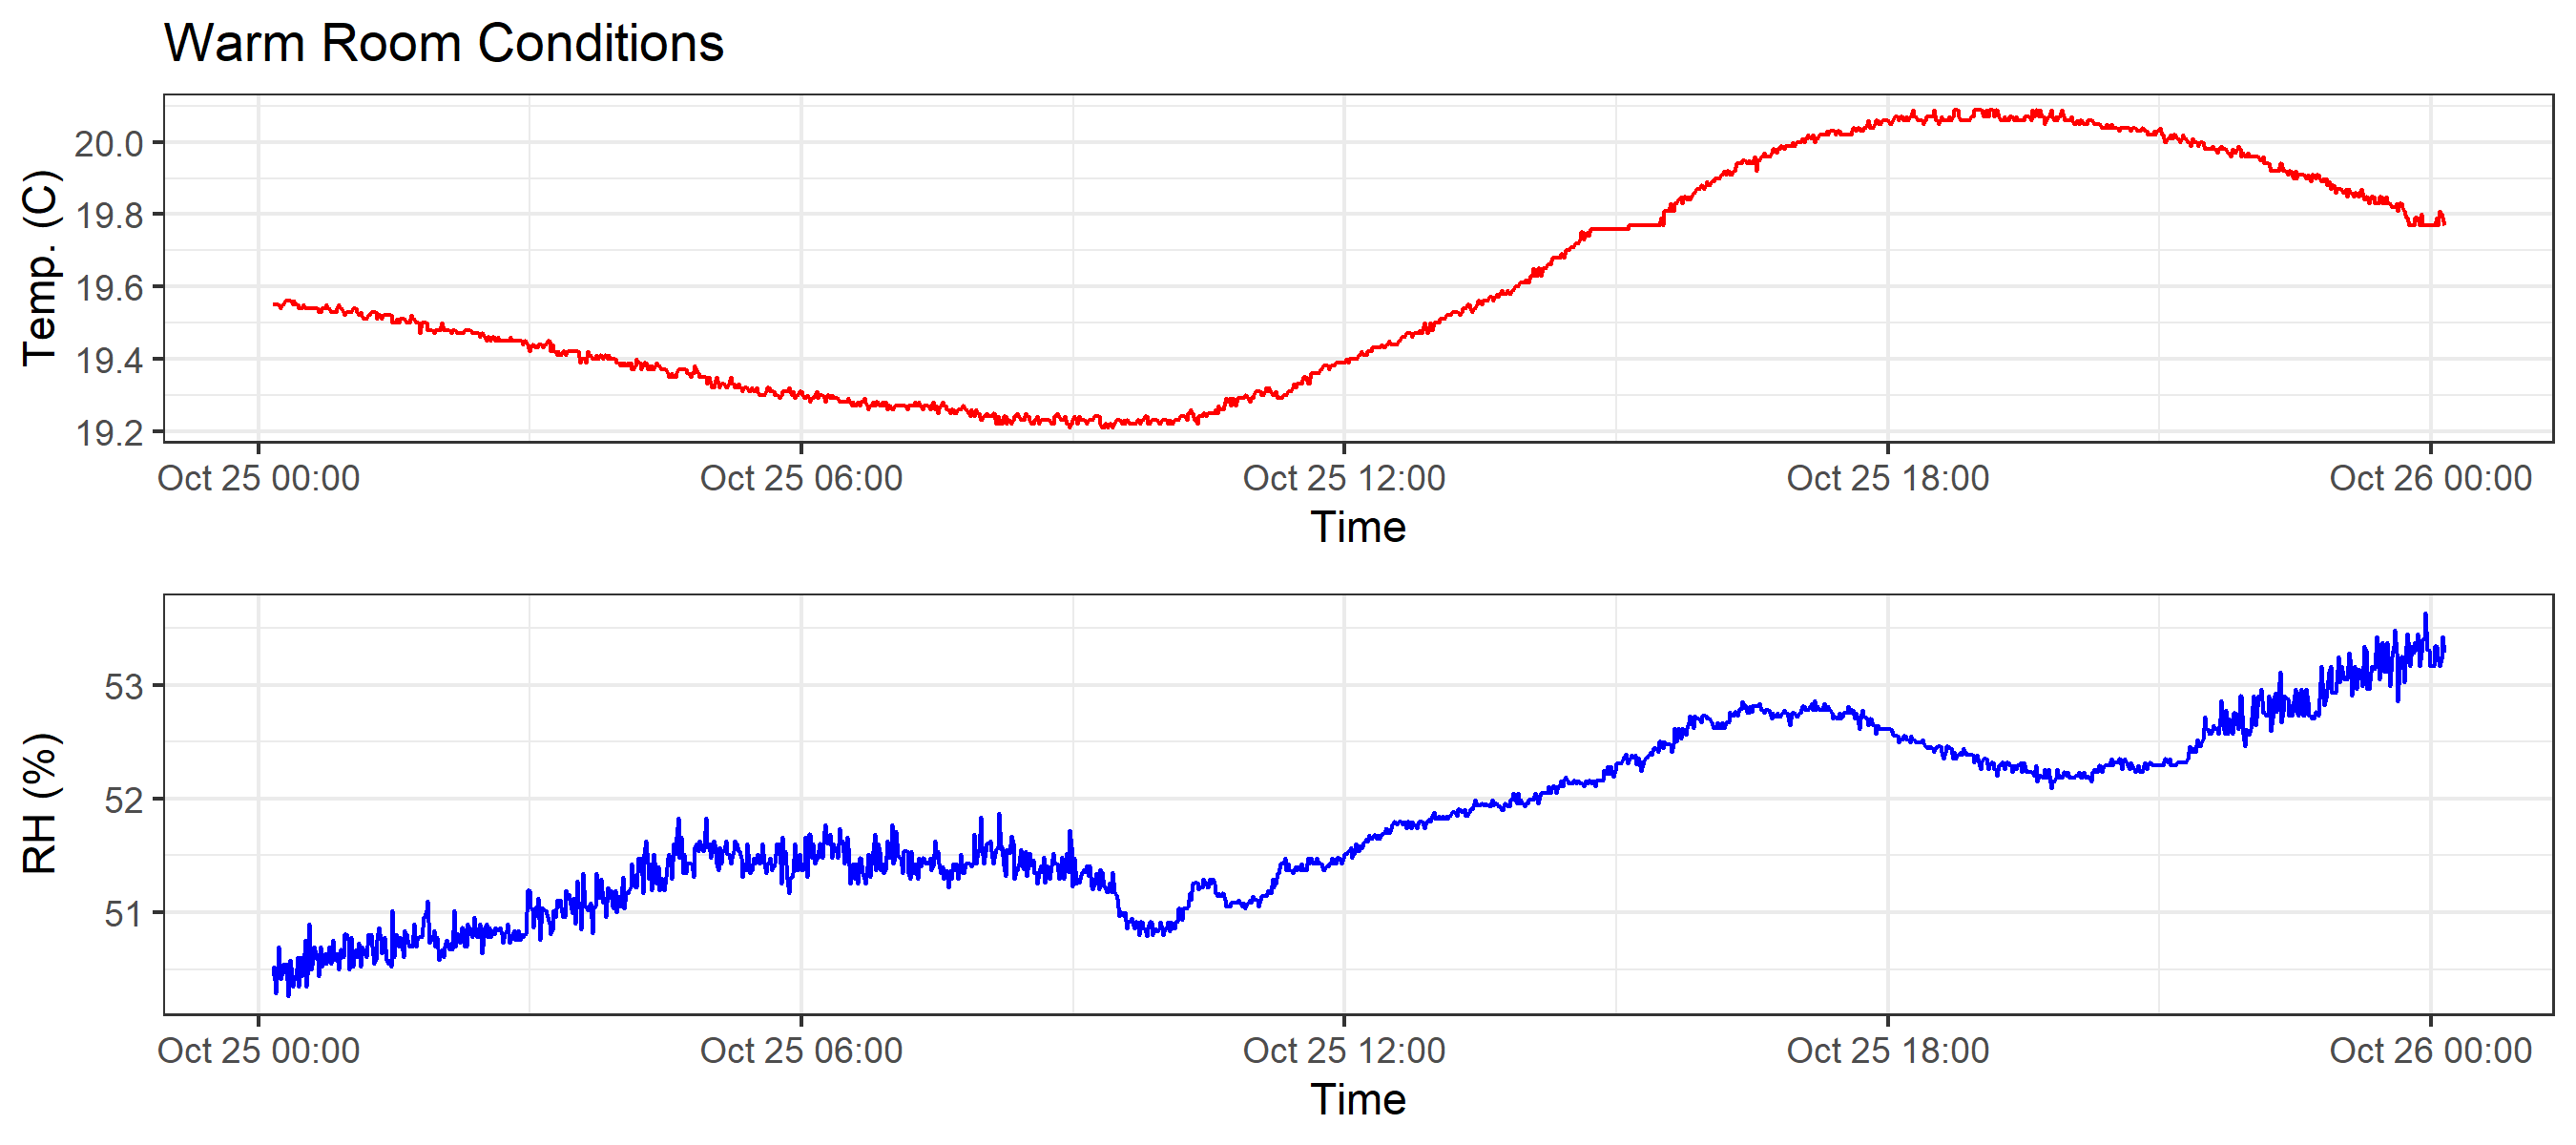 Warm Room Conditions
Temp. (C)
20.0
19.8
19.6
19.4
19.2
Oct 25 00:00 Oct 25 06:00 Oct 25 12:00 Oct 25 18:00 Oct 26 00:00
Time
RH (%)
53
52
51
Oct 25 00:00 Oct 25 06:00 Oct 25 12:00 Oct 25 18:00 Oct 26 00:00
Time